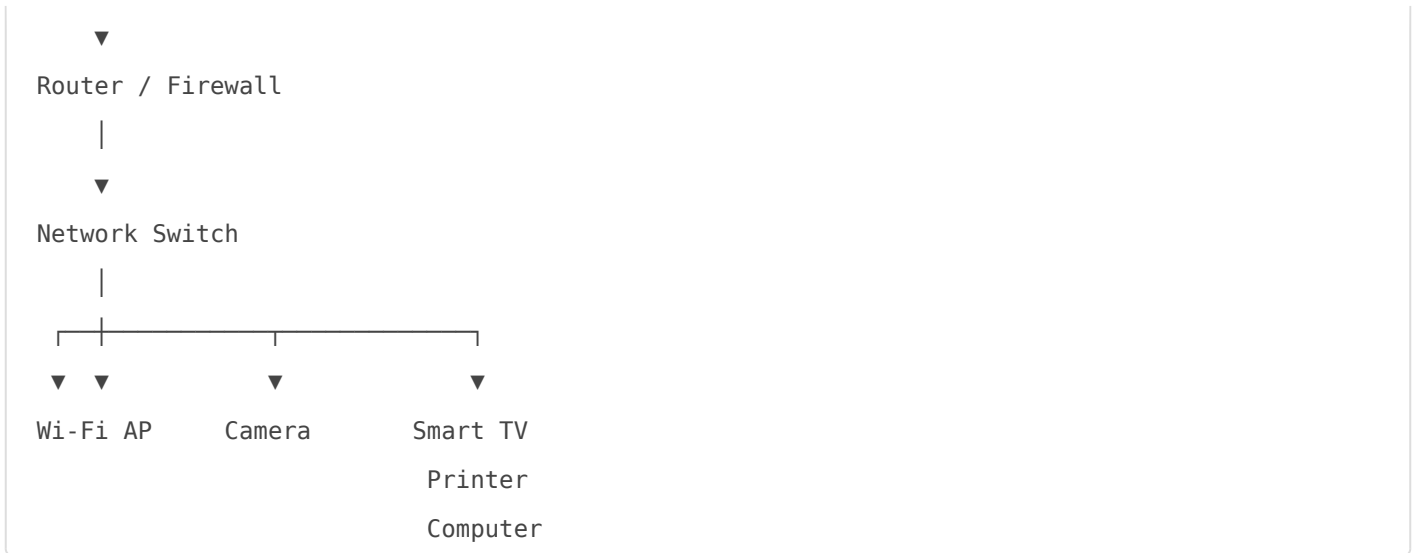 Router / Firewall
Network Switch
Wi-Fi AP Camera Smart TV
Printer
Computer